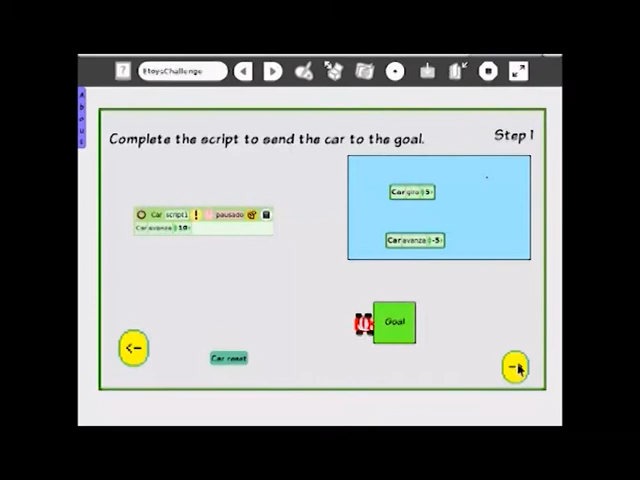 ?
EtoysChallenge
About
Complete the script to send the car to the goal.
Step 1
Car script1 ! pausado
Car avanza 10
Car gira 5
Car avanza -5
Goal
Car reset